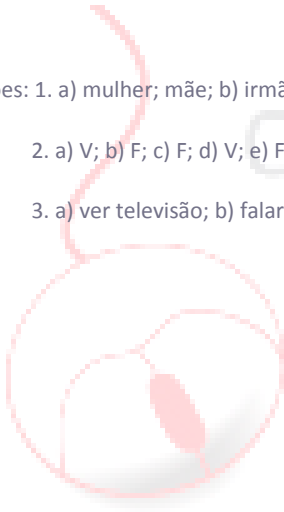 es: 1. a) mulher; mãe; b) irmã
2. a) V; b) F; c) F; d) V; e) F
3. a) ver televisão; b) falar